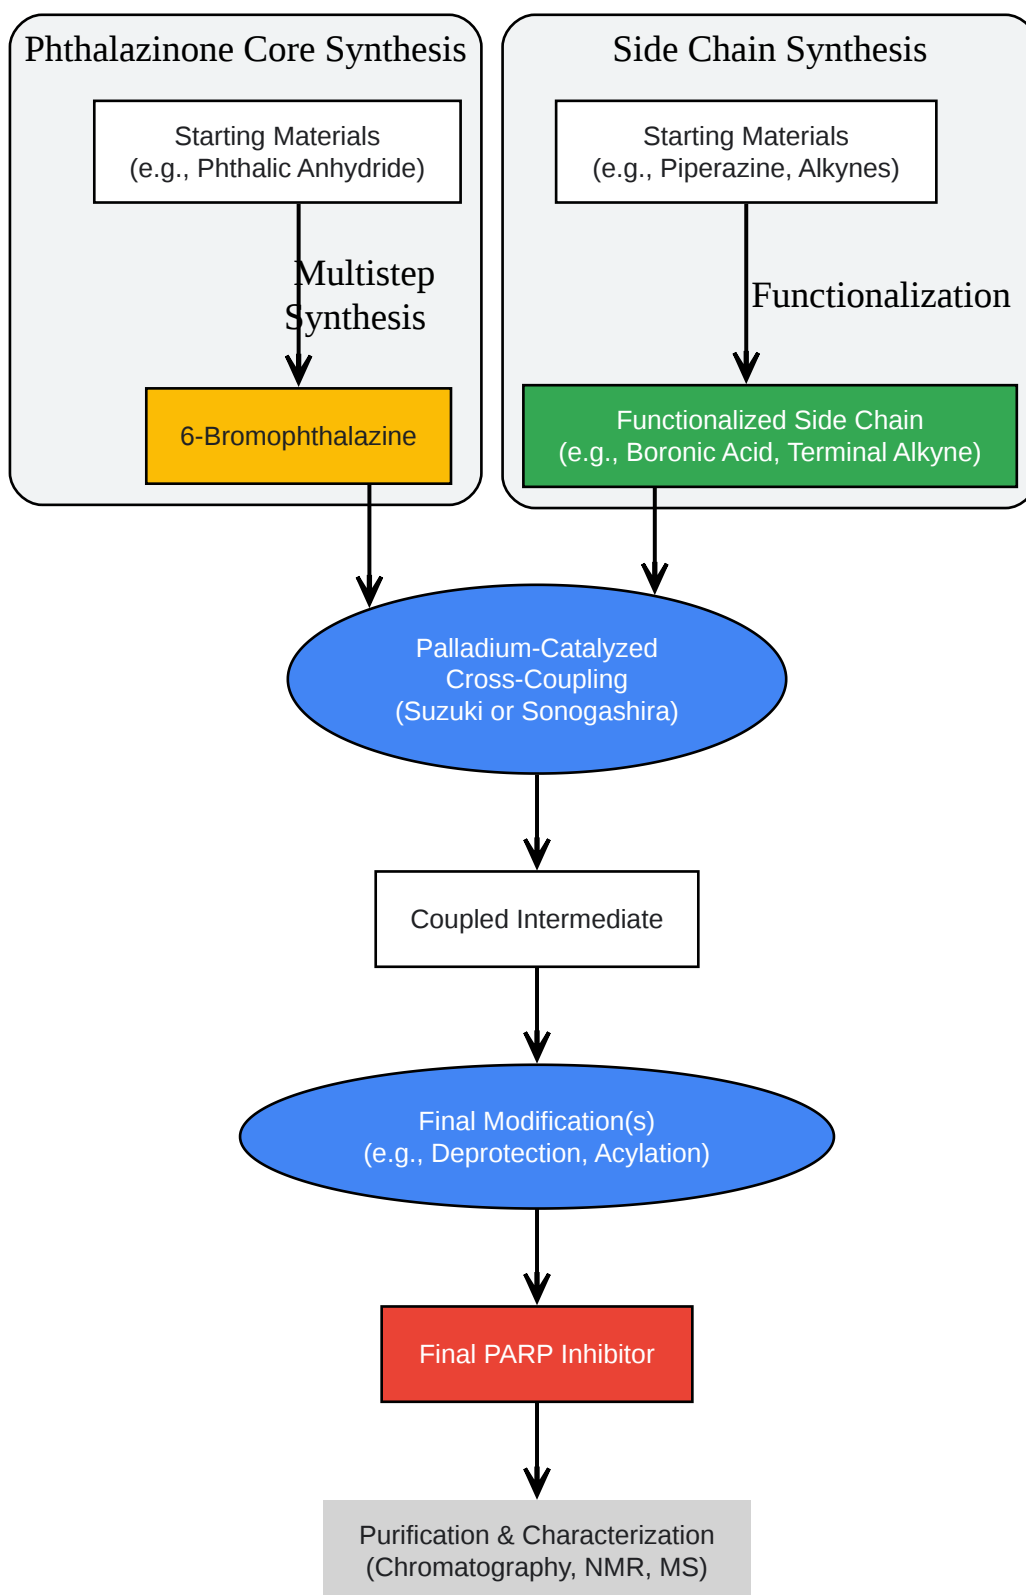 Phthalazinone Core Synthesis
Starting Materials
(e.g., Phthalic Anhydride)
Multistep
Synthesis
6-Bromophthalazine
Side Chain Synthesis
Starting Materials
(e.g., Piperazine, Alkynes)
Functionalization
Functionalized Side Chain
(e.g., Boronic Acid, Terminal Alkyne)
Palladium-Catalyzed
Cross-Coupling
(Suzuki or Sonogashira)
Coupled Intermediate
Final Modification(s)
(e.g., Deprotection, Acylation)
Final PARP Inhibitor
Purification & Characterization
(Chromatography, NMR, MS)